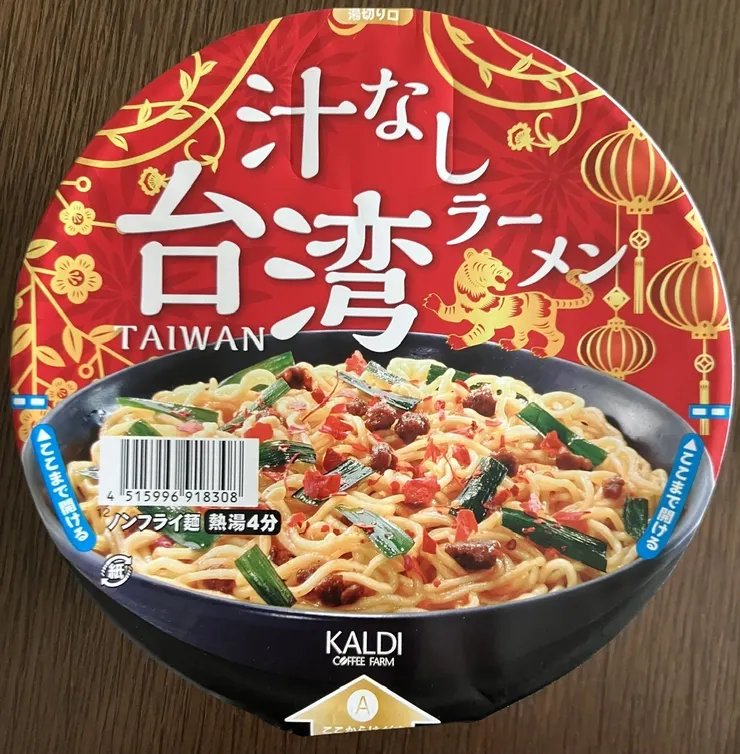 湯切り口
汁なし
台湾
ラーメン
TAIWAN
▲ここまで開ける
▲ここまで開ける
4 515996 918308
ノンフライ麺 熱湯4分
紙
KALDI
COFFEE FARM
A